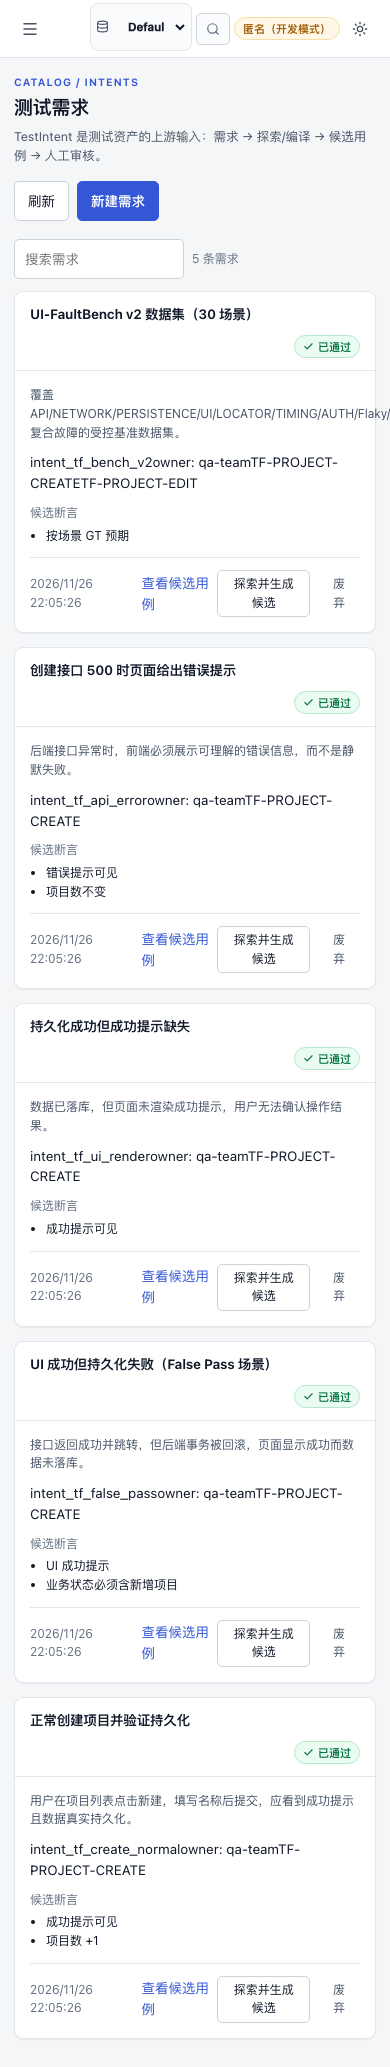 Defaul
匿名（开发模式）
CATALOG / INTENTS
测试需求
TestIntent 是测试资产的上游输入：需求 → 探索/编译 → 候选用
例 → 人工审核。
刷新
新建需求
搜索需求
5 条需求
UI-FaultBench v2 数据集（30 场景）
已通过
覆盖
API/NETWORK/PERSISTENCE/UI/LOCATOR/TIMING/AUTH/Flaky/
复合故障的受控基准数据集。
intent_tf_bench_v2owner: qa-teamTF-PROJECT-
CREATETF-PROJECT-EDIT
候选断言
• 按场景 GT 预期
2026/11/26
22:05:26
查看候选用
例
探索并生成
候选
废
弃
创建接口 500 时页面给出错误提示
已通过
后端接口异常时，前端必须展示可理解的错误信息，而不是静
默失败。
intent_tf_api_errorowner: qa-teamTF-PROJECT-
CREATE
候选断言
• 错误提示可见
• 项目数不变
2026/11/26
22:05:26
查看候选用
例
探索并生成
候选
废
弃
持久化成功但成功提示缺失
已通过
数据已落库，但页面未渲染成功提示，用户无法确认操作结
果。
intent_tf_ui_renderowner: qa-teamTF-PROJECT-
CREATE
候选断言
• 成功提示可见
2026/11/26
22:05:26
查看候选用
例
探索并生成
候选
废
弃
UI 成功但持久化失败（False Pass 场景）
已通过
接口返回成功并跳转，但后端事务被回滚，页面显示成功而数
据未落库。
intent_tf_false_passowner: qa-teamTF-PROJECT-
CREATE
候选断言
• UI 成功提示
• 业务状态必须含新增项目
2026/11/26
22:05:26
查看候选用
例
探索并生成
候选
废
弃
正常创建项目并验证持久化
已通过
用户在项目列表点击新建，填写名称后提交，应看到成功提示
且数据真实持久化。
intent_tf_create_normalowner: qa-teamTF-
PROJECT-CREATE
候选断言
• 成功提示可见
• 项目数 +1
2026/11/26
22:05:26
查看候选用
例
探索并生成
候选
废
弃